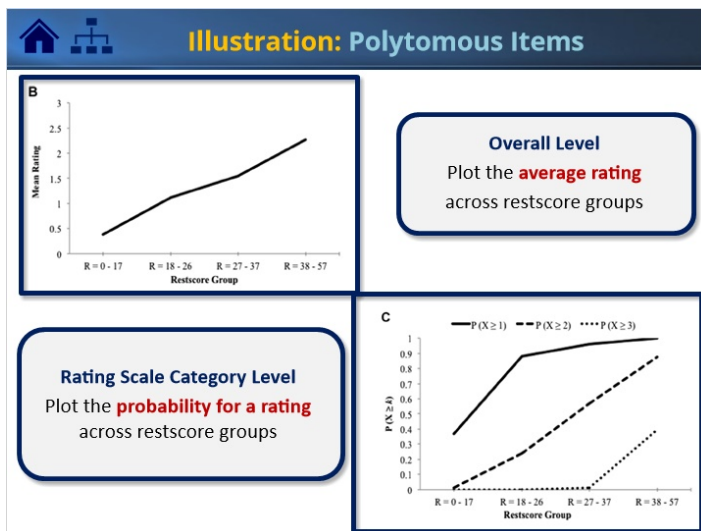 Illustration: Polytomous Items
B
3
2.5
2
1.5
1
0.5
0
Mean Rating
R = 0 - 17 R = 18 - 26 R = 27 - 37 R = 38 - 57
Restscore Group
Overall Level
Plot the average rating
across restscore groups
Rating Scale Category Level
Plot the probability for a rating
across restscore groups
C
P (X ≥ 1) P (X ≥ 2) P (X ≥ 3)
1
0.9
0.8
0.7
0.6
0.5
0.4
0.3
0.2
0.1
0
P (X ≥ k)
R = 0 - 17 R = 18 - 26 R = 27 - 37 R = 38 - 57
Restscore Group